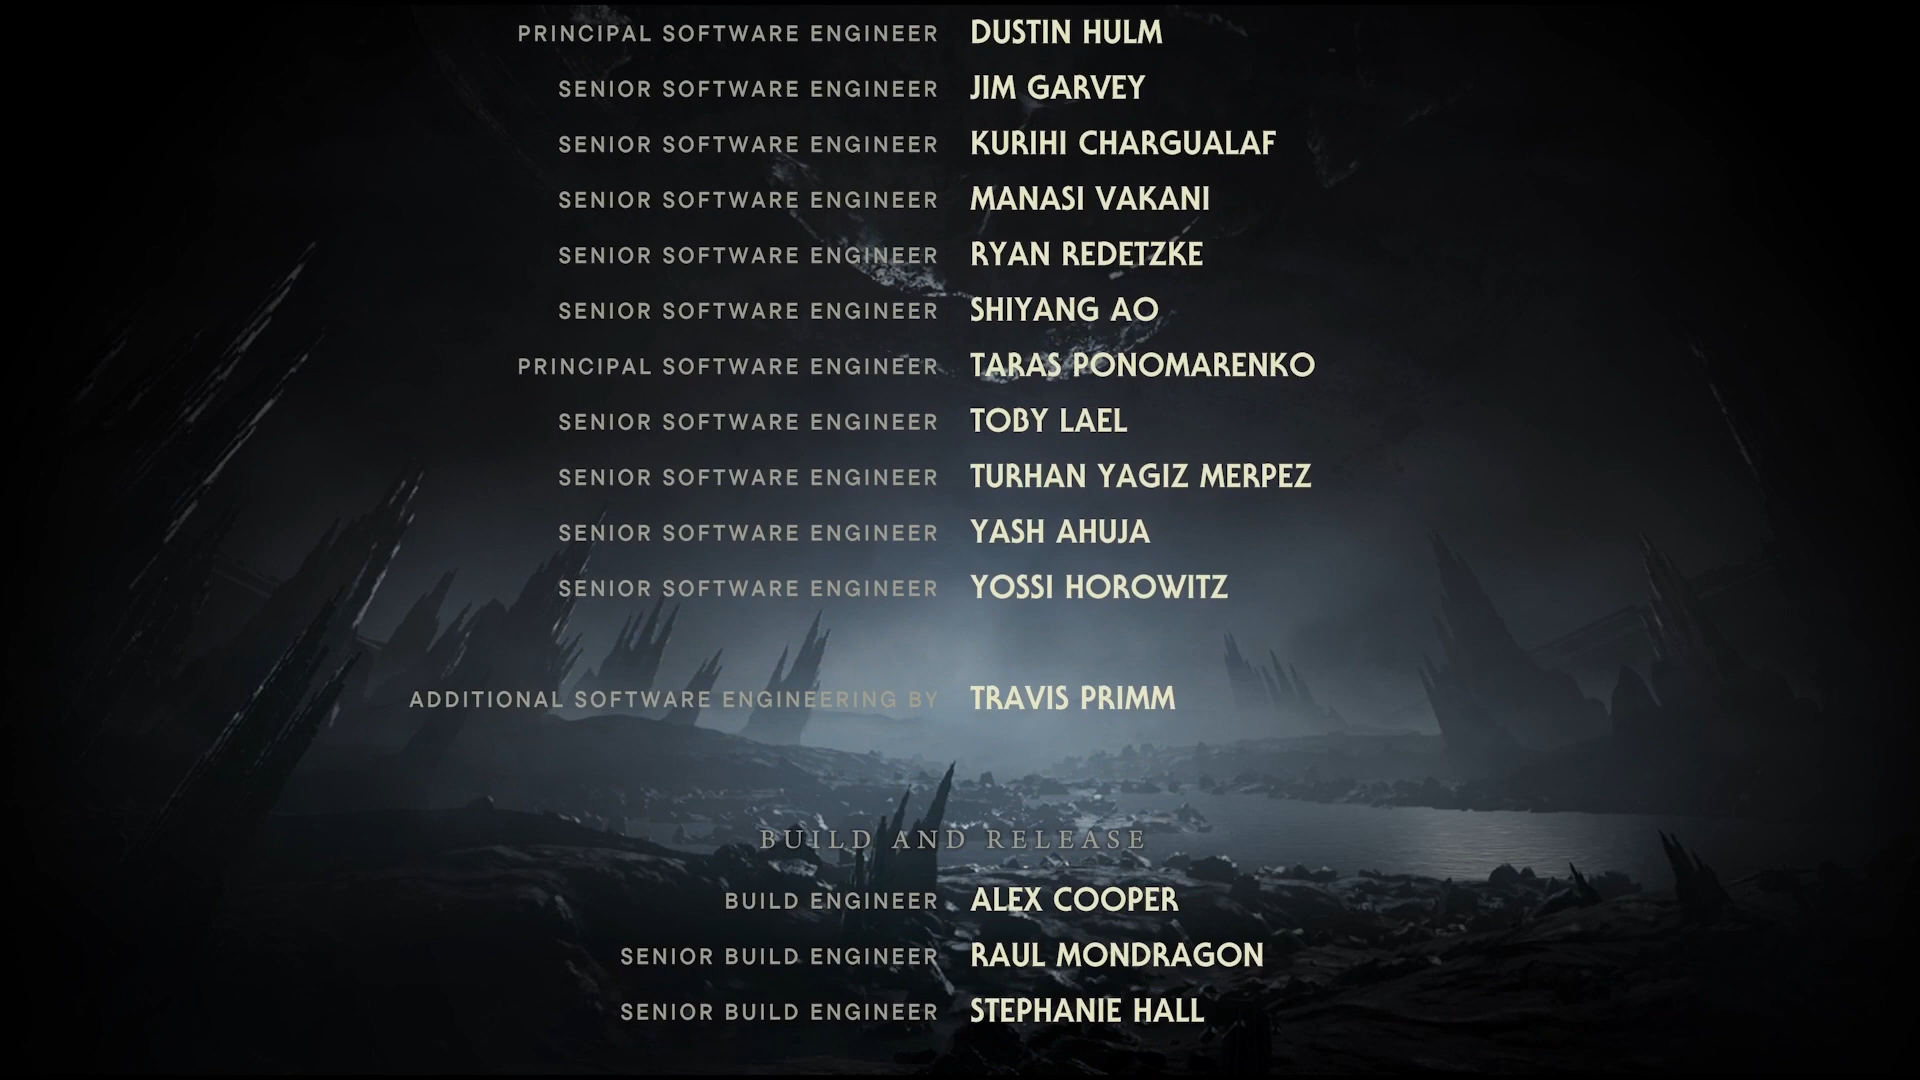 PRINCIPAL SOFTWARE ENGINEER DUSTIN HULM
SENIOR SOFTWARE ENGINEER JIM GARVEY
SENIOR SOFTWARE ENGINEER KURIHI CHARGUALAF
SENIOR SOFTWARE ENGINEER MANASI VAKANI
SENIOR SOFTWARE ENGINEER RYAN REDETZKE
SENIOR SOFTWARE ENGINEER SHIYANG AO
PRINCIPAL SOFTWARE ENGINEER TARAS PONOMARENKO
SENIOR SOFTWARE ENGINEER TOBY LAEL
SENIOR SOFTWARE ENGINEER TURHAN YAGIZ MERPEZ
SENIOR SOFTWARE ENGINEER YASH AHUJA
SENIOR SOFTWARE ENGINEER YOSSI HOROWITZ
ADDITIONAL SOFTWARE ENGINEERING BY TRAVIS PRIMM
BUILD AND RELEASE
BUILD ENGINEER ALEX COOPER
SENIOR BUILD ENGINEER RAUL MONDRAGON
SENIOR BUILD ENGINEER STEPHANIE HALL